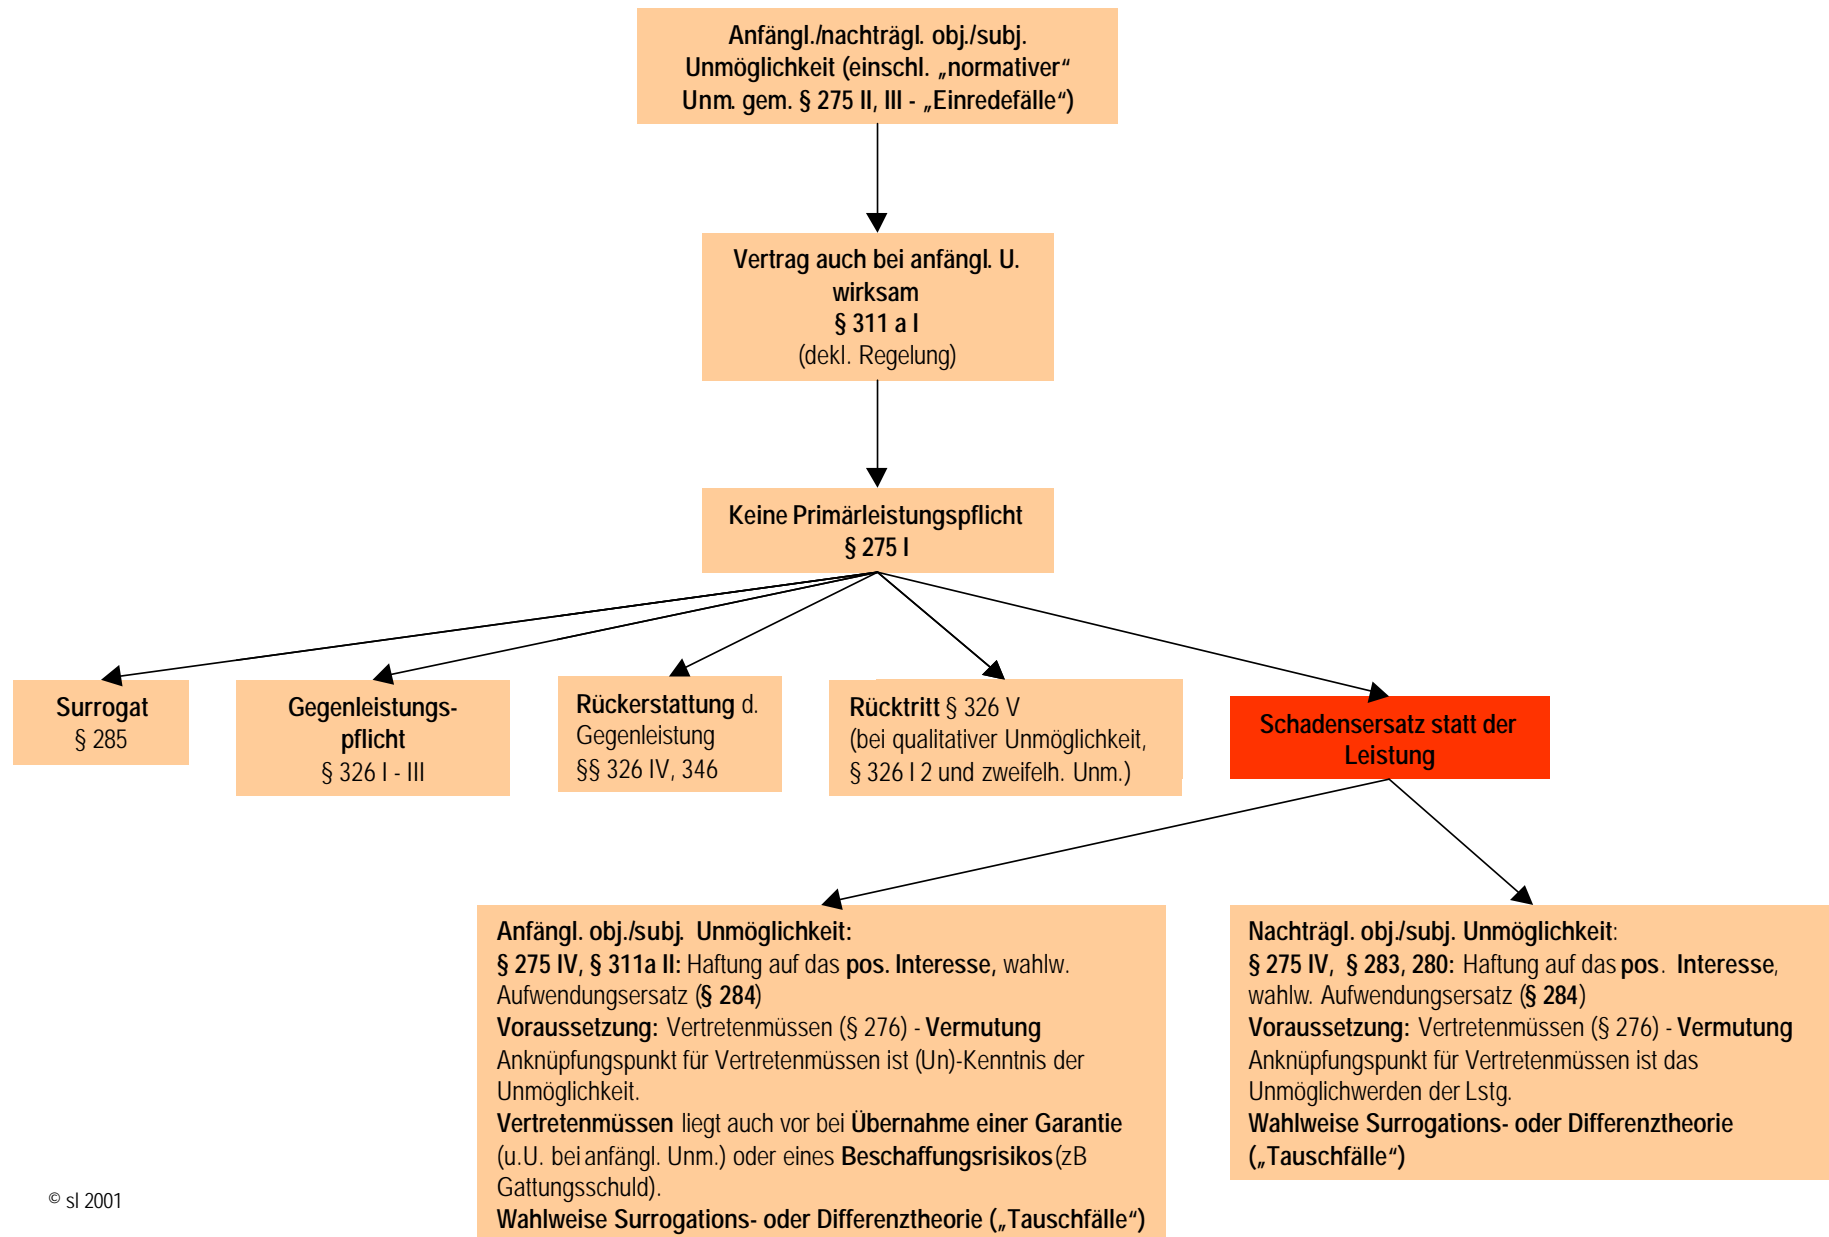 Anfängl./nachträgl. obj./subj.
Unmöglichkeit (einschl. „normativer“
Unm. gem. § 275 II, III - „Einredefälle“)
Vertrag auch bei anfängl. U.
wirksam
§ 311 a I
(dekl. Regelung)
Keine Primärleistungspflicht
§ 275 I
Surrogat
§ 285
Gegenleistungs-
pflicht
§ 326 I - III
Rückerstattung d.
Gegenleistung
§§ 326 IV, 346
Rücktritt § 326 V
(bei qualitativer Unmöglichkeit,
§ 326 I 2 und zweifelh. Unm.)
Schadensersatz statt der
Leistung
Anfängl. obj./subj. Unmöglichkeit:
§ 275 IV, § 311a II: Haftung auf das pos. Interesse, wahlw.
Aufwendungsersatz (§ 284)
Voraussetzung: Vertretenmüssen (§ 276) - Vermutung
Anknüpfungspunkt für Vertretenmüssen ist (Un)-Kenntnis der
Unmöglichkeit.
Vertretenmüssen liegt auch vor bei Übernahme einer Garantie
(u.U. bei anfängl. Unm.) oder eines Beschaffungsrisikos (zB
Gattungsschuld).
Wahlweise Surrogations- oder Differenztheorie („Tauschfälle“)
Nachträgl. obj./subj. Unmöglichkeit:
§ 275 IV, § 283, 280: Haftung auf das pos. Interesse,
wahlw. Aufwendungsersatz (§ 284)
Voraussetzung: Vertretenmüssen (§ 276) - Vermutung
Anknüpfungspunkt für Vertretenmüssen ist das
Unmöglichwerden der Lstg.
Wahlweise Surrogations- oder Differenztheorie
(„Tauschfälle“)
© sl 2001